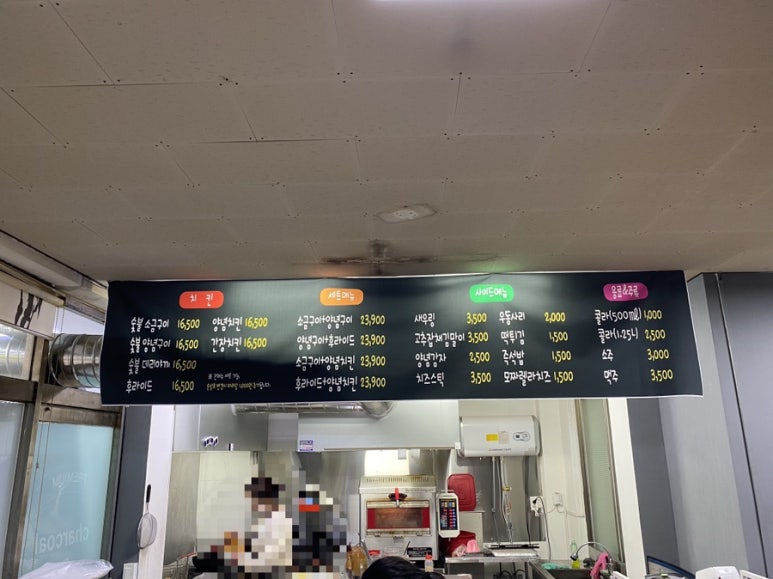 치 킨
숯불 소금구이 16,500
숯불 양념구이 16,500
숯불 데리야끼 16,500
후라이드 16,500
양념치킨 16,500
간장치킨 16,500
세트메뉴
소금구이+양념구이 23,900
양념구이+후라이드 23,900
소금구이+양념치킨 23,900
후라이드+양념치킨 23,900
사이드메뉴
새우링 3,500
고추잡채김말이 3,500
양념감자 2,500
치즈스틱 3,500
우동사리 2,000
떡튀김 1,500
즉석밥 1,500
모짜렐라치즈 1,500
음료&주류
콜라(500ml) 1,000
콜라(1.25L) 2,500
소주 3,000
맥주 3,500
PREMIUM
charcoal